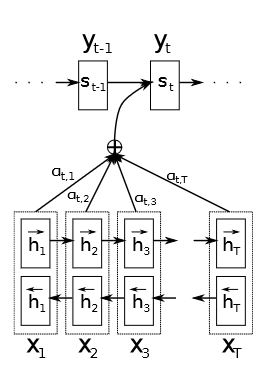 y_{t-1} y_t
. . . s_{t-1} s_t . . .
a_{t,1} a_{t,2} a_{t,3} a_{t,T}
\overrightarrow{h}_1 \overrightarrow{h}_2 \overrightarrow{h}_3 \overrightarrow{h}_T
\overleftarrow{h}_1 \overleftarrow{h}_2 \overleftarrow{h}_3 \overleftarrow{h}_T
x_1 x_2 x_3 x_T